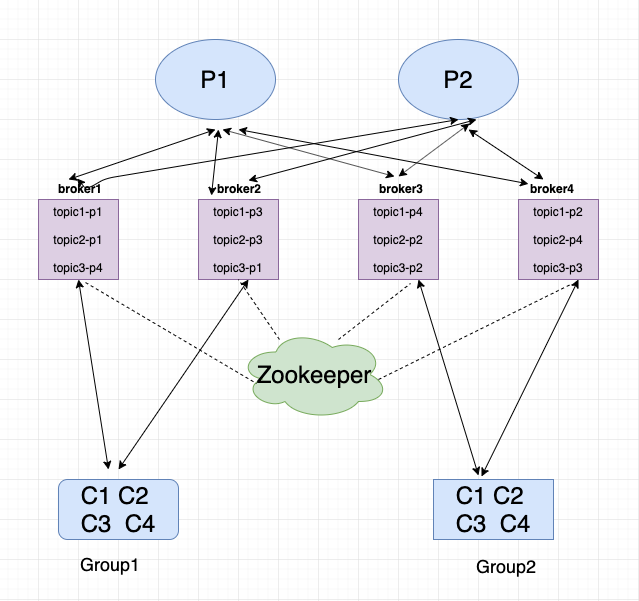 P1
P2
broker1
broker2
broker3
broker4
topic1-p1
topic2-p1
topic3-p4
topic1-p3
topic2-p3
topic3-p1
topic1-p4
topic2-p2
topic3-p2
topic1-p2
topic2-p4
topic3-p3
Zookeeper
C1 C2
C3 C4
Group1
C1 C2
C3 C4
Group2